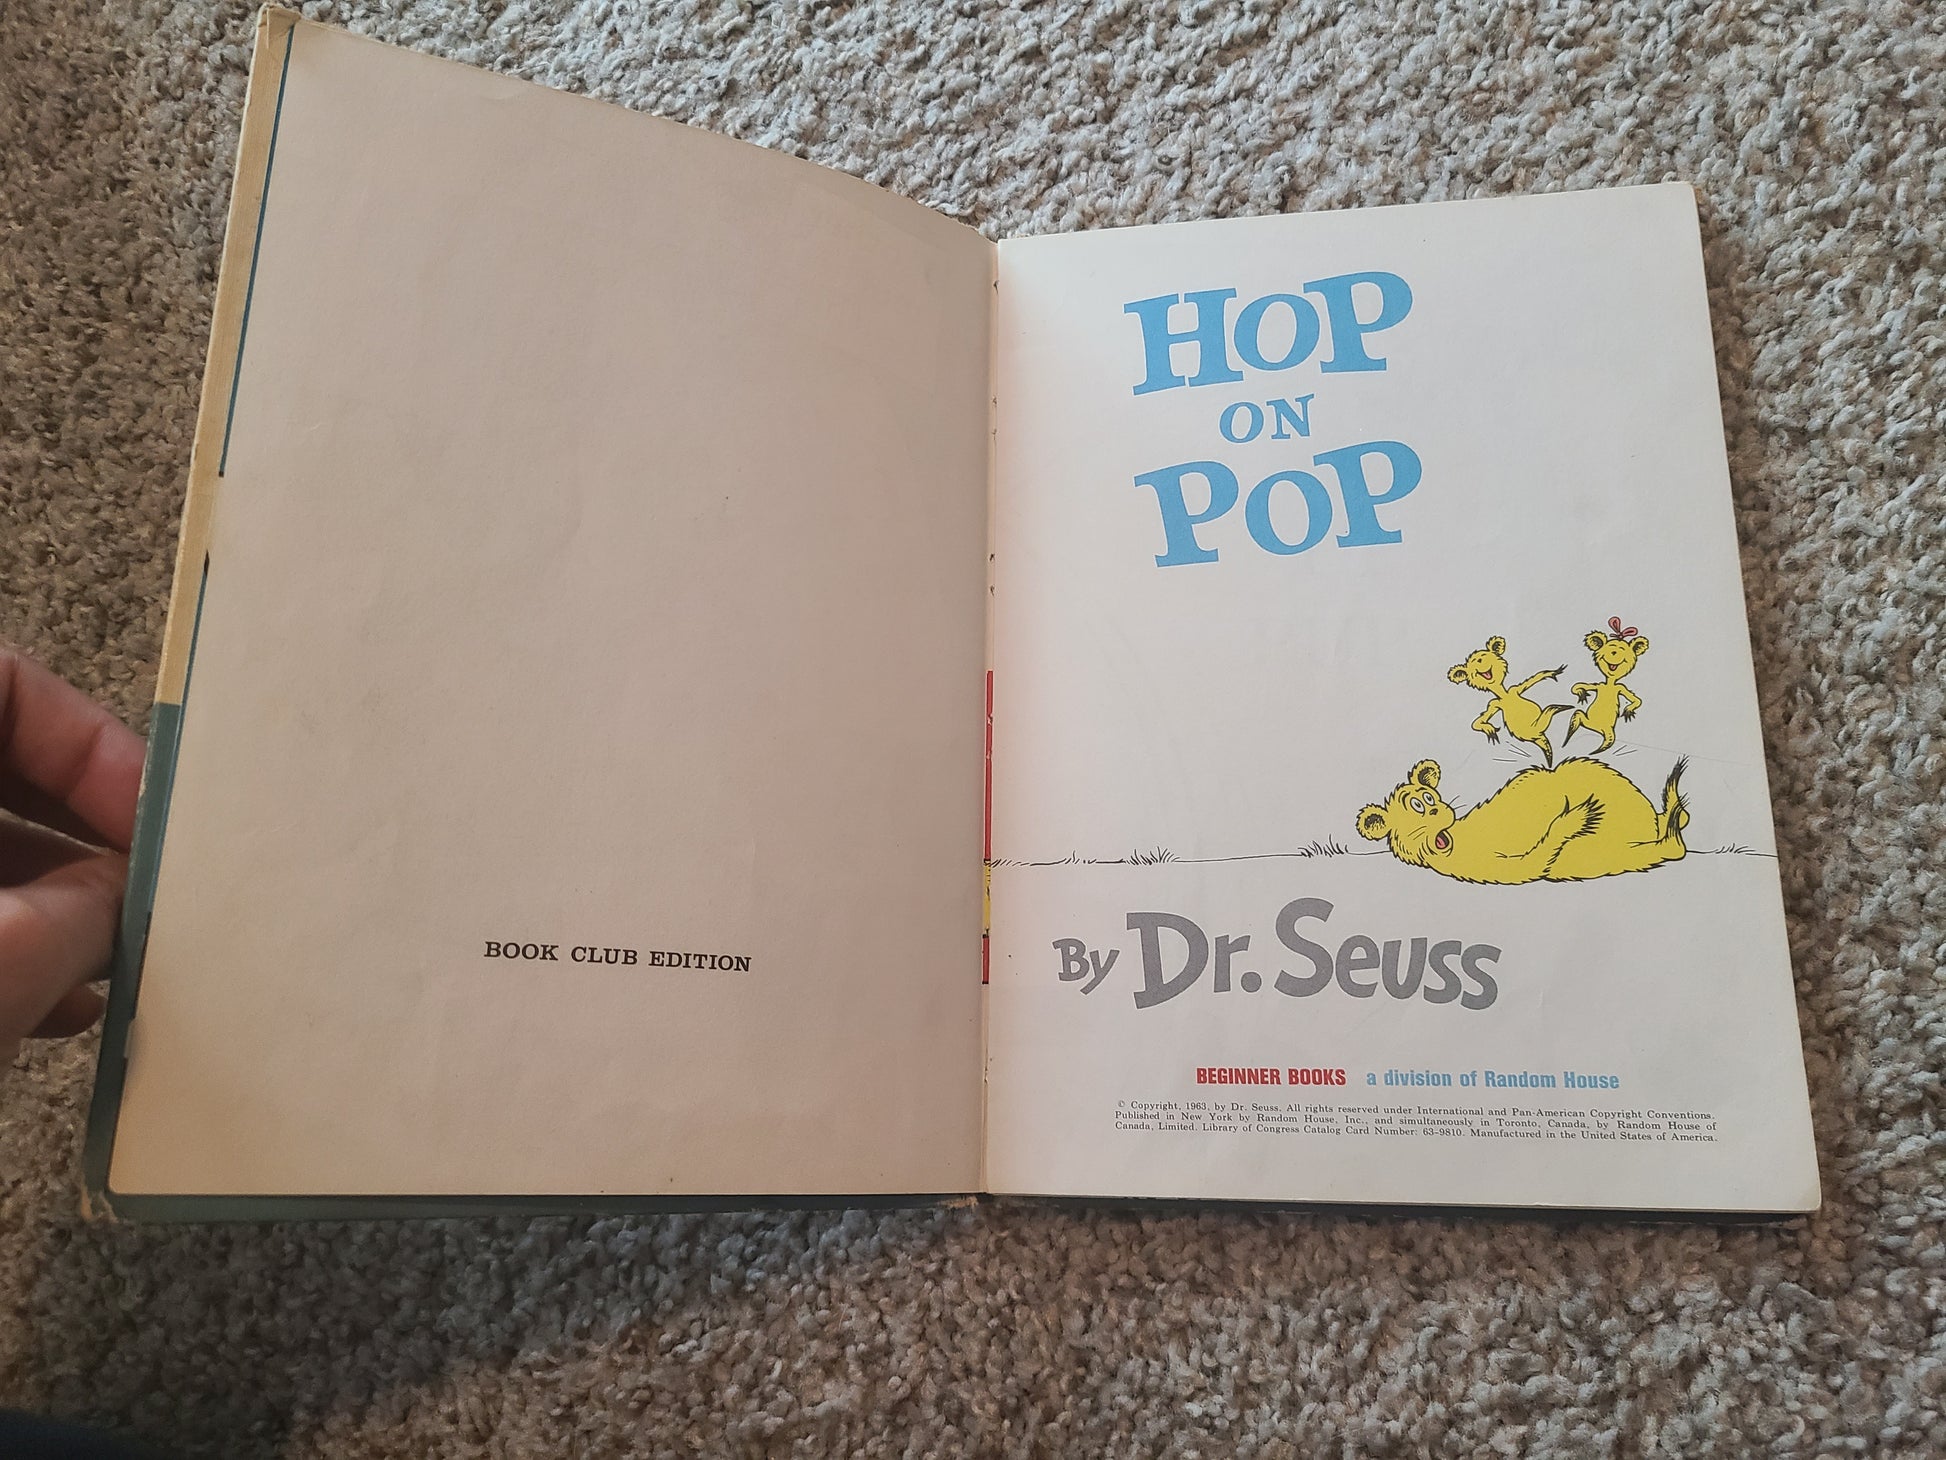 BOOK CLUB EDITION
HOP
ON
POP
By Dr. Seuss
BEGINNER BOOKS a division of Random House
© Copyright, 1963, by Dr. Seuss. All rights reserved under International and Pan-American Copyright Conventions.
Published in New York by Random House, Inc., and simultaneously in Toronto, Canada, by Random House of
Canada, Limited. Library of Congress Catalog Card Number: 63-9810. Manufactured in the United States of America.